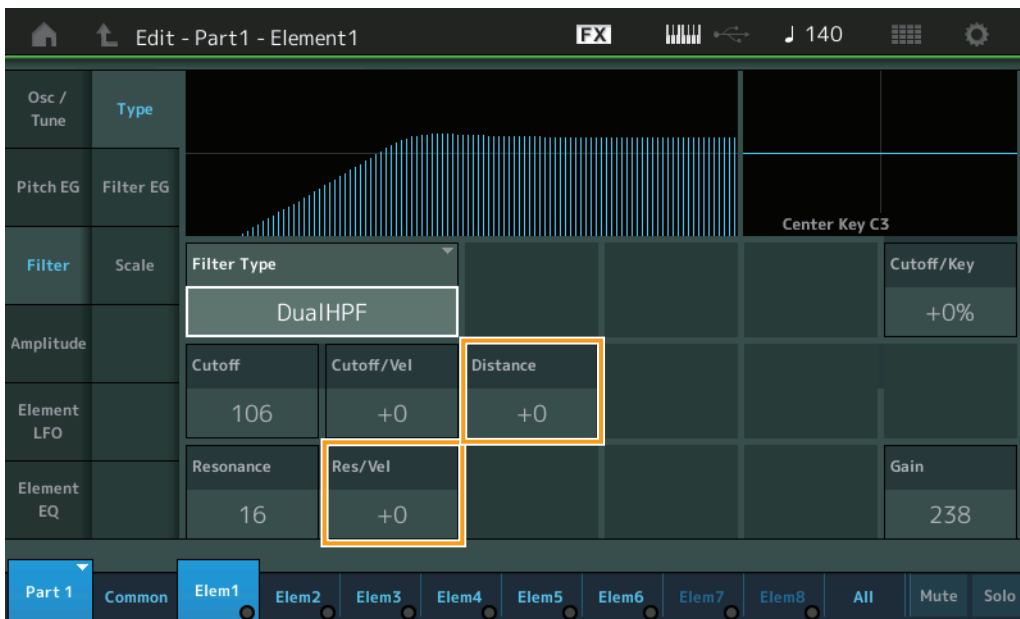 Edit - Part1 - Element1
FX
♩ 140
Osc /
Tune
Type
Pitch EG
Filter EG
Center Key C3
Filter
Scale
Filter Type
Cutoff/Key
DualHPF
+0%
Amplitude
Cutoff
Cutoff/Vel
Distance
106
+0
+0
Element
LFO
Resonance
Res/Vel
Gain
Element
EQ
16
+0
238
Part 1
Common
Elem1
Elem2
Elem3
Elem4
Elem5
Elem6
Elem7
Elem8
All
Mute
Solo